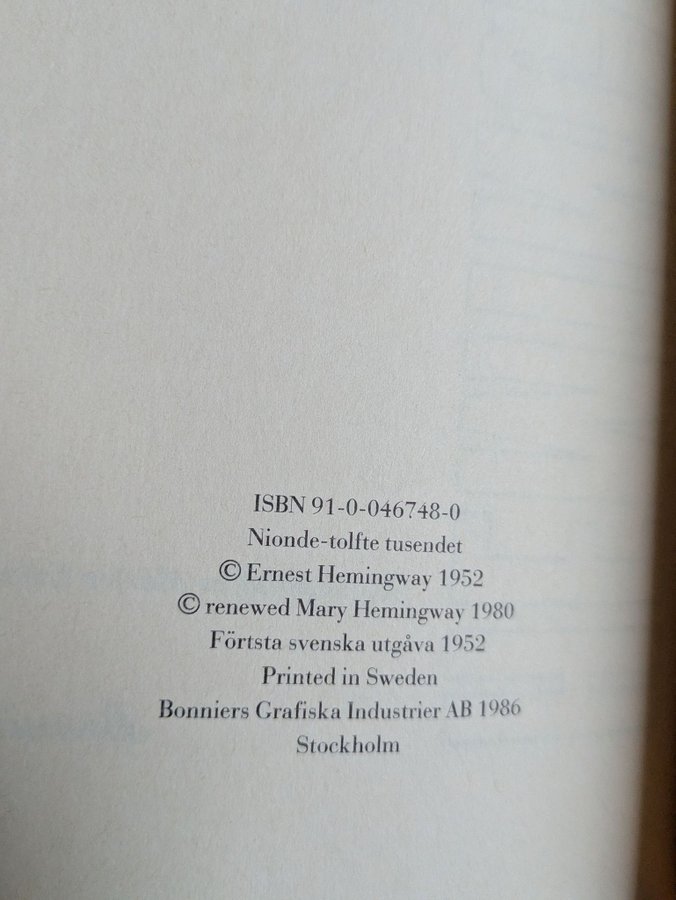 ISBN 91-0-046748-0
Nionde-tolfte tusendet
© Ernest Hemingway 1952
© renewed Mary Hemingway 1980
Förtsta svenska utgåva 1952
Printed in Sweden
Bonniers Grafiska Industrier AB 1986
Stockholm